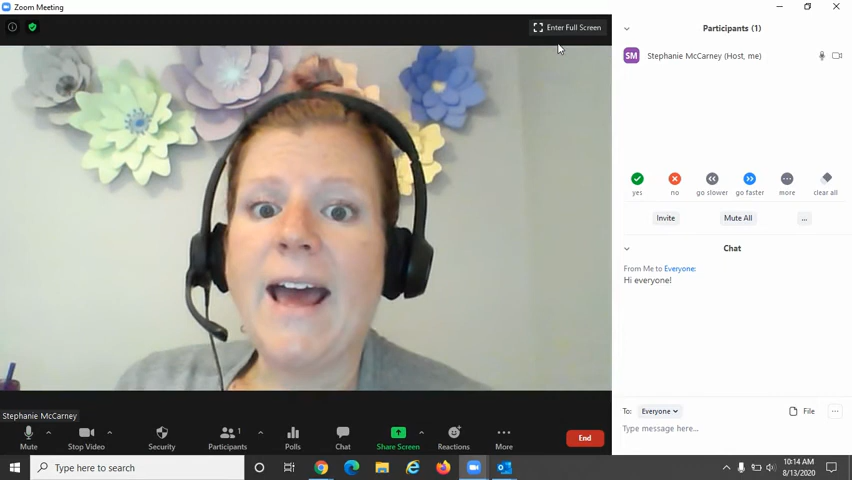 Zoom Meeting
Enter Full Screen
Participants (1)
SM Stephanie McCarney (Host, me)
yes no go slower go faster more clear all
Invite Mute All ...
Chat
From Me to Everyone:
Hi everyone!
Stephanie McCarney
To: Everyone File ...
Type message here...
Mute Stop Video Security Participants 1 Polls Chat Share Screen Reactions More End
Type here to search
10:14 AM
8/13/2020